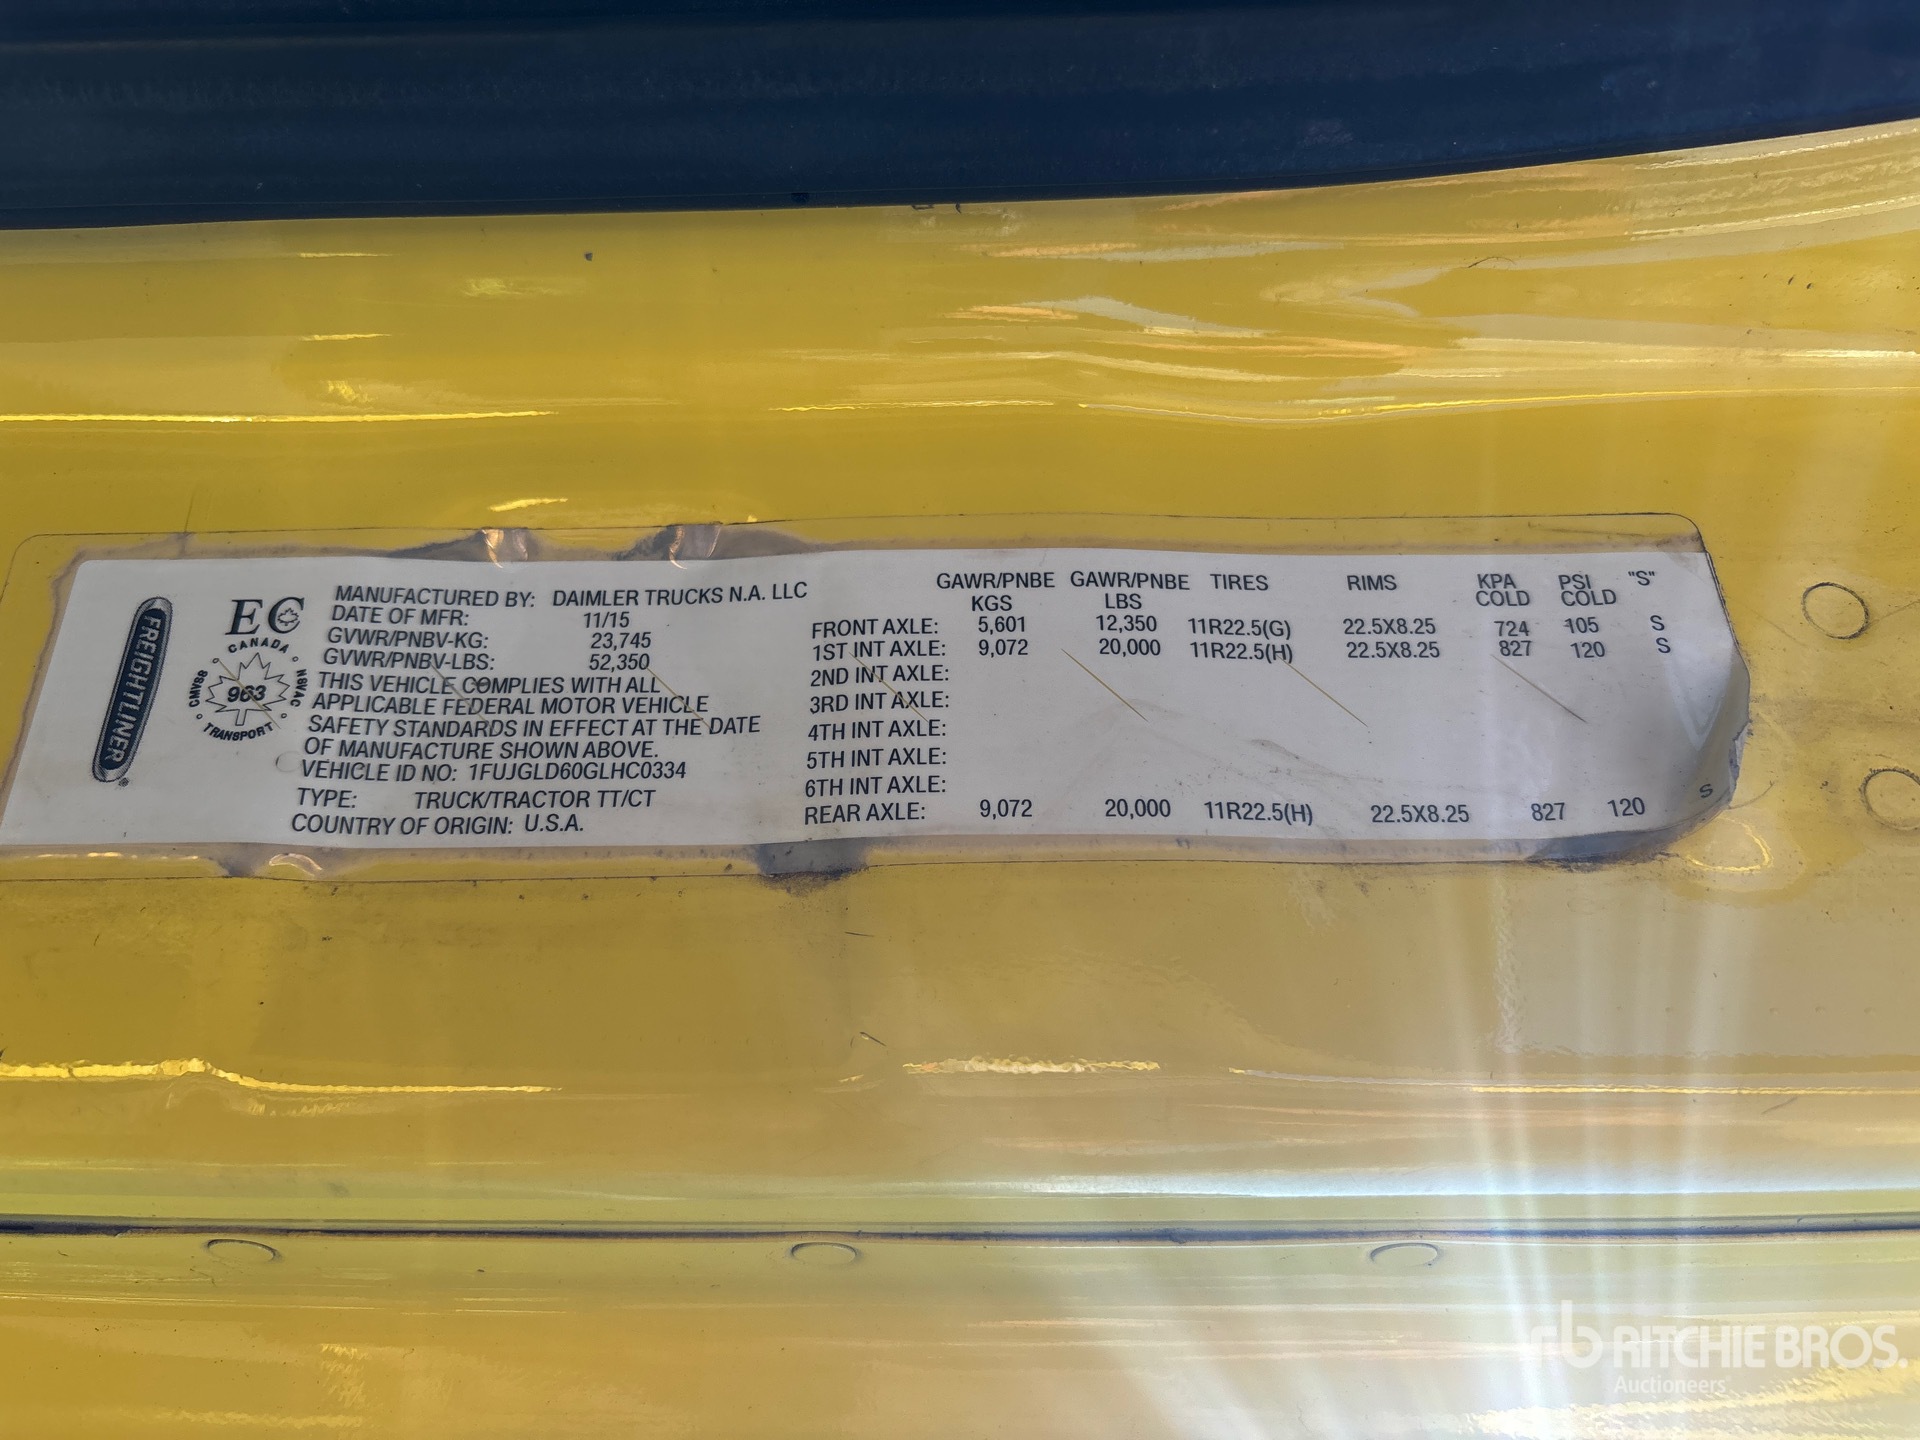 FREIGHTLINER
EC
CANADA
CMVSS
NSVAC
963
TRANSPORT
MANUFACTURED BY: DAIMLER TRUCKS N.A. LLC
DATE OF MFR: 11/15
GVWR/PNBV-KG: 23,745
GVWR/PNBV-LBS: 52,350
THIS VEHICLE COMPLIES WITH ALL
APPLICABLE FEDERAL MOTOR VEHICLE
SAFETY STANDARDS IN EFFECT AT THE DATE
OF MANUFACTURE SHOWN ABOVE.
VEHICLE ID NO: 1FUJGLD60GLHC0334
TYPE: TRUCK/TRACTOR TT/CT
COUNTRY OF ORIGIN: U.S.A.
GAWR/PNBE GAWR/PNBE TIRES RIMS KPA PSI "S"
KGS LBS COLD COLD
FRONT AXLE: 5,601 12,350 11R22.5(G) 22.5X8.25 724 105 S
1ST INT AXLE: 9,072 20,000 11R22.5(H) 22.5X8.25 827 120 S
2ND INT AXLE:
3RD INT AXLE:
4TH INT AXLE:
5TH INT AXLE:
6TH INT AXLE:
REAR AXLE: 9,072 20,000 11R22.5(H) 22.5X8.25 827 120 S
rb RITCHIE BROS.
Auctioneers